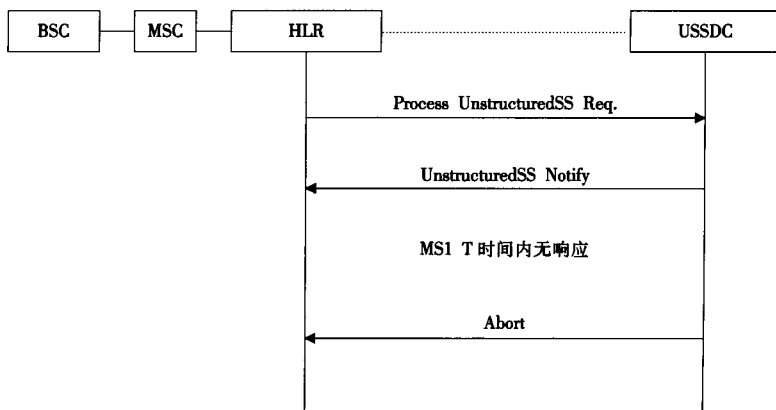 BSC MSC HLR USSDC
Process UnstructuredSS Req.
UnstructuredSS Notify
MS1 T 时间内无响应
Abort